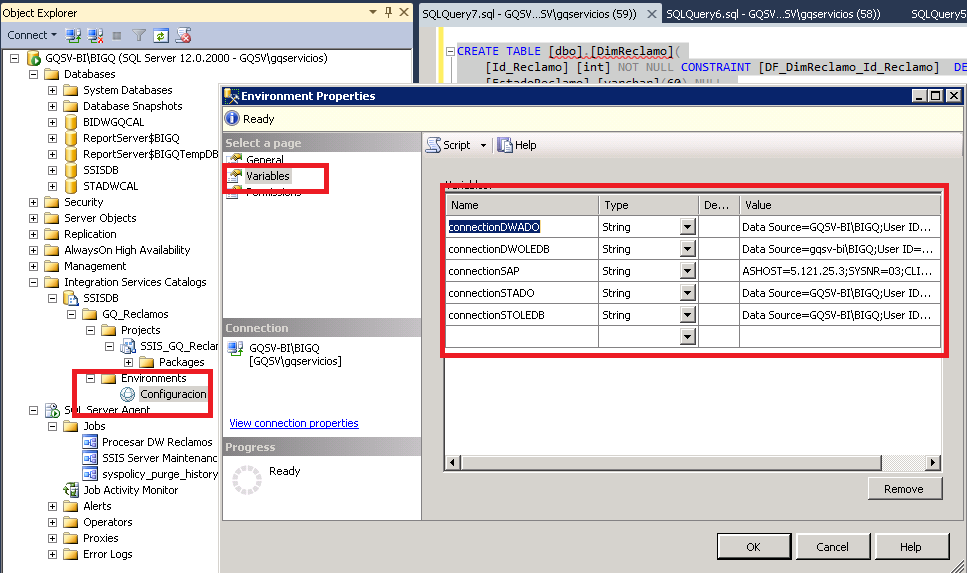 Object Explorer
SQLQuery7.sql - GQSV...SV\gqservicios (59))
SQLQuery6.sql - GQSV...SV\gqservicios (58))
SQLQuery5
Connect
GQSV-BI\BIGQ (SQL Server 12.0.2000 - GQSV\gqservicios)
Databases
System Databases
Database Snapshots
BIDWGQCAL
ReportServer$BIGQ
ReportServer$BIGQTempDB
SSISDB
STADWCAL
Security
Server Objects
Replication
AlwaysOn High Availability
Management
Integration Services Catalogs
SSISDB
GQ_Reclamos
Projects
SSIS_GQ_Reclar
Packages
Environments
Configuracion
SQL Server Agent
Jobs
Procesar DW Reclamos
SSIS Server Maintenanc
syspolicy_purge_history
Job Activity Monitor
Alerts
Operators
Proxies
Error Logs
CREATE TABLE [dbo].[DimReclamo](
[Id_Reclamo] [int] NOT NULL CONSTRAINT [DF_DimReclamo_Id_Reclamo] DE
[EstadoReclamo] [varchar](60) NULL
Environment Properties
Ready
Select a page
General
Variables
Permissions
Connection
GQSV-BI\BIGQ
[GQSV\gqservicios]
View connection properties
Progress
Ready
Script
Help
Variables:
Name Type De... Value
connectionDWADO String Data Source=GQSV-BI\BIGQ;User ID...
connectionDWOLEDB String Data Source=gqsv-bi\BIGQ;User ID=...
connectionSAP String ASHOST=5.121.25.3;SYSNR=03;CLI...
connectionSTADO String Data Source=GQSV-BI\BIGQ;User ID...
connectionSTOLEDB String Data Source=GQSV-BI\BIGQ;User ID...
Remove
OK Cancel Help